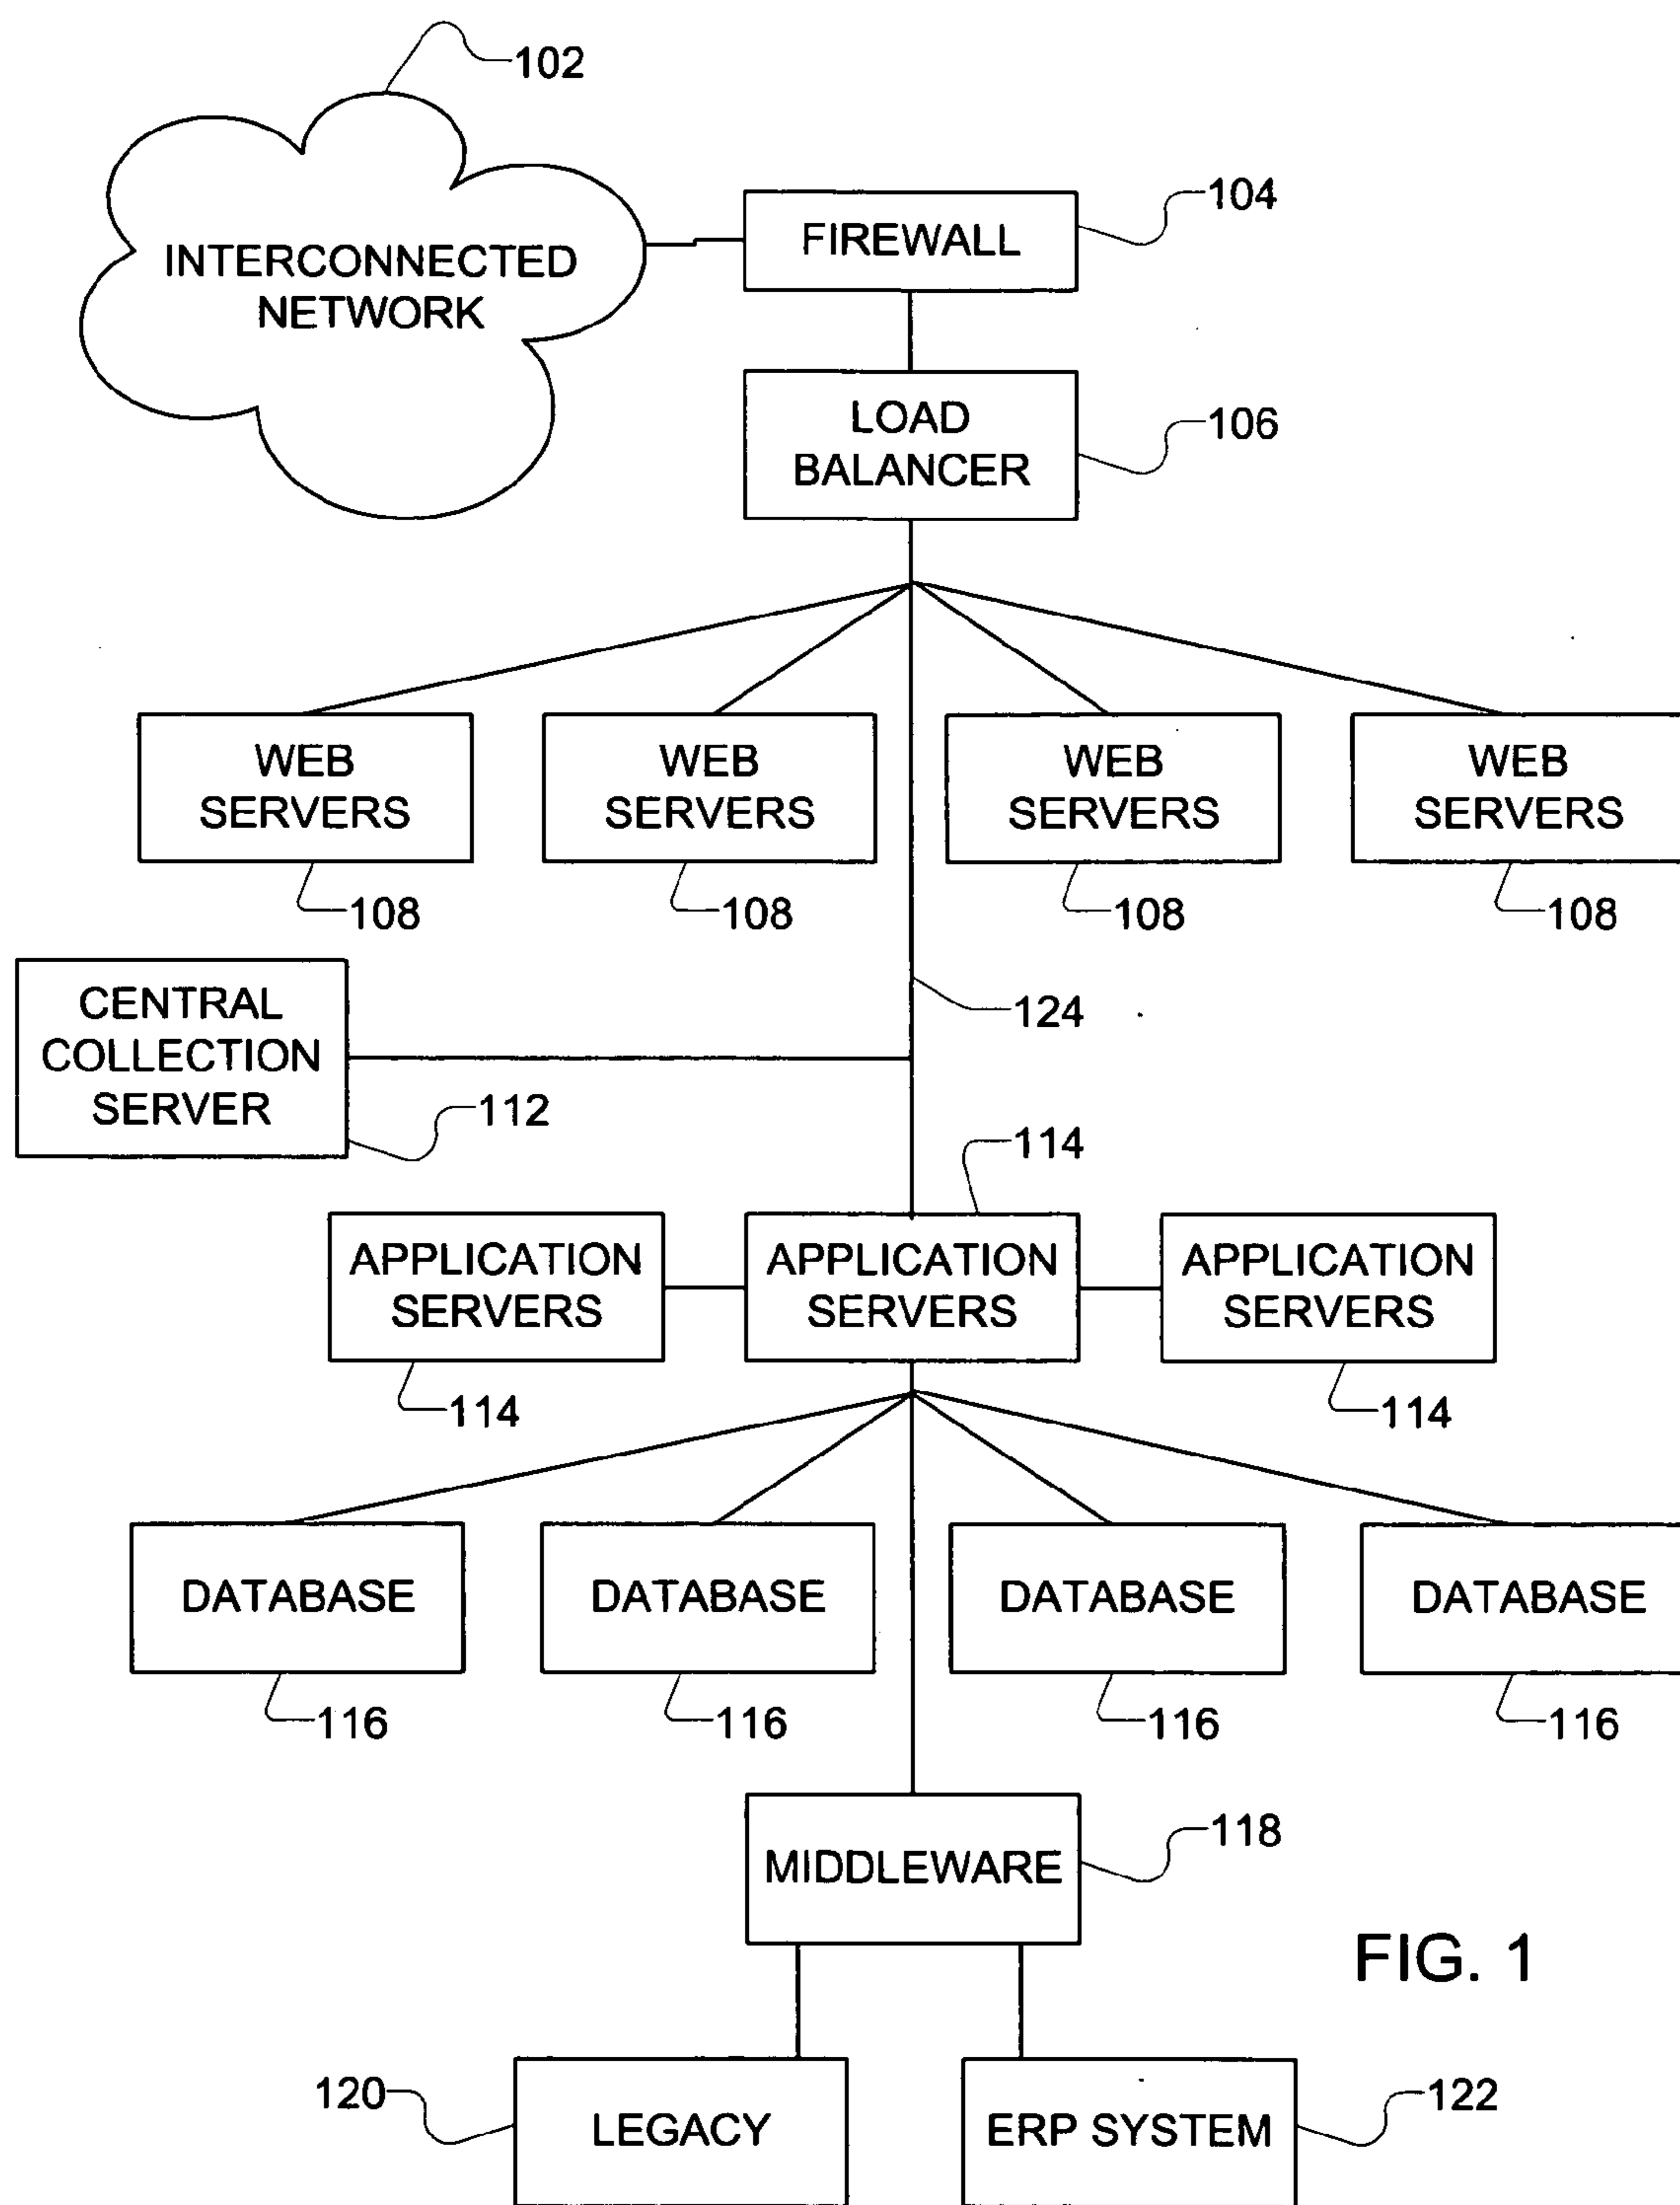 102
INTERCONNECTED
NETWORK
FIREWALL
104
LOAD
BALANCER
106
WEB
SERVERS
WEB
SERVERS
WEB
SERVERS
WEB
SERVERS
108
108
108
108
CENTRAL
COLLECTION
SERVER
124
112
114
APPLICATION
SERVERS
APPLICATION
SERVERS
APPLICATION
SERVERS
114
114
DATABASE
DATABASE
DATABASE
DATABASE
116
116
116
116
MIDDLEWARE
118
FIG. 1
120
LEGACY
ERP SYSTEM
122